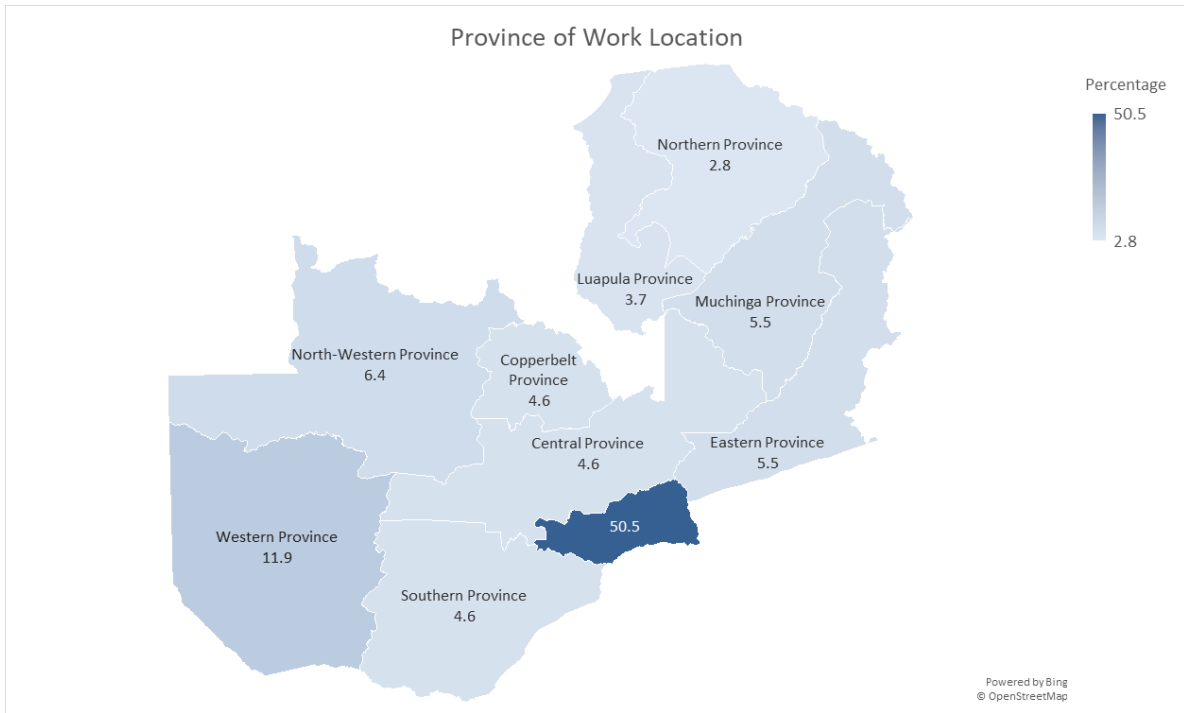 Province of Work Location
Percentage
50.5
2.8
Northern Province
2.8
Luapula Province
3.7
Muchinga Province
5.5
North-Western Province
6.4
Copperbelt
Province
4.6
Central Province
4.6
Eastern Province
5.5
50.5
Western Province
11.9
Southern Province
4.6
Powered by Bing
© OpenStreetMap